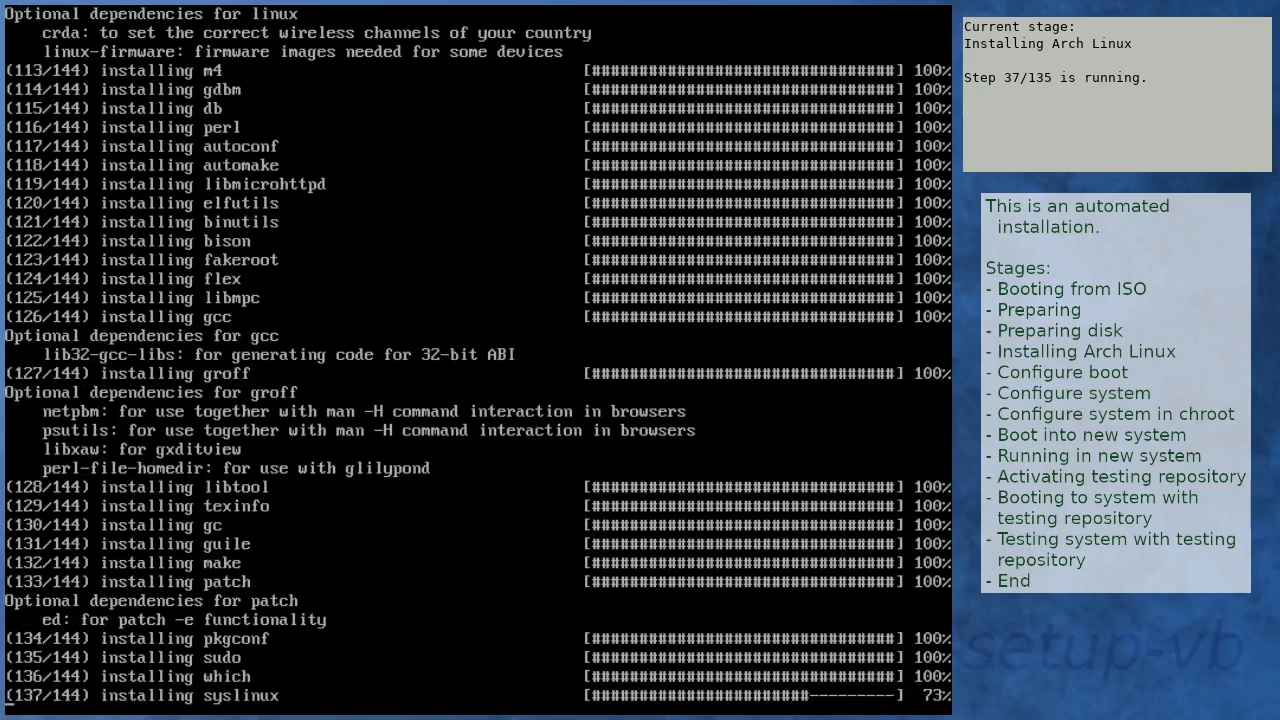 Optional dependencies for linux
    crda: to set the correct wireless channels of your country
    linux-firmware: firmware images needed for some devices
(113/144) installing m4 [################################] 100%
(114/144) installing gdbm [################################] 100%
(115/144) installing db [################################] 100%
(116/144) installing perl [################################] 100%
(117/144) installing autoconf [################################] 100%
(118/144) installing automake [################################] 100%
(119/144) installing libmicrohttpd [################################] 100%
(120/144) installing elfutils [################################] 100%
(121/144) installing binutils [################################] 100%
(122/144) installing bison [################################] 100%
(123/144) installing fakeroot [################################] 100%
(124/144) installing flex [################################] 100%
(125/144) installing libmpc [################################] 100%
(126/144) installing gcc [################################] 100%
Optional dependencies for gcc
    lib32-gcc-libs: for generating code for 32-bit ABI
(127/144) installing groff [################################] 100%
Optional dependencies for groff
    netpbm: for use together with man -H command interaction in browsers
    psutils: for use together with man -H command interaction in browsers
    libxaw: for gxditview
    perl-file-homedir: for use with glilypond
(128/144) installing libtool [################################] 100%
(129/144) installing texinfo [################################] 100%
(130/144) installing gc [################################] 100%
(131/144) installing guile [################################] 100%
(132/144) installing make [################################] 100%
(133/144) installing patch [################################] 100%
Optional dependencies for patch
    ed: for patch -e functionality
(134/144) installing pkgconf [################################] 100%
(135/144) installing sudo [################################] 100%
(136/144) installing which [################################] 100%
(137/144) installing syslinux [#######################---------] 73%
Current stage:
Installing Arch Linux
Step 37/135 is running.
This is an automated
installation.
Stages:
- Booting from ISO
- Preparing
- Preparing disk
- Installing Arch Linux
- Configure boot
- Configure system
- Configure system in chroot
- Boot into new system
- Running in new system
- Activating testing repository
- Booting to system with
testing repository
- Testing system with testing
repository
- End
setup-vb